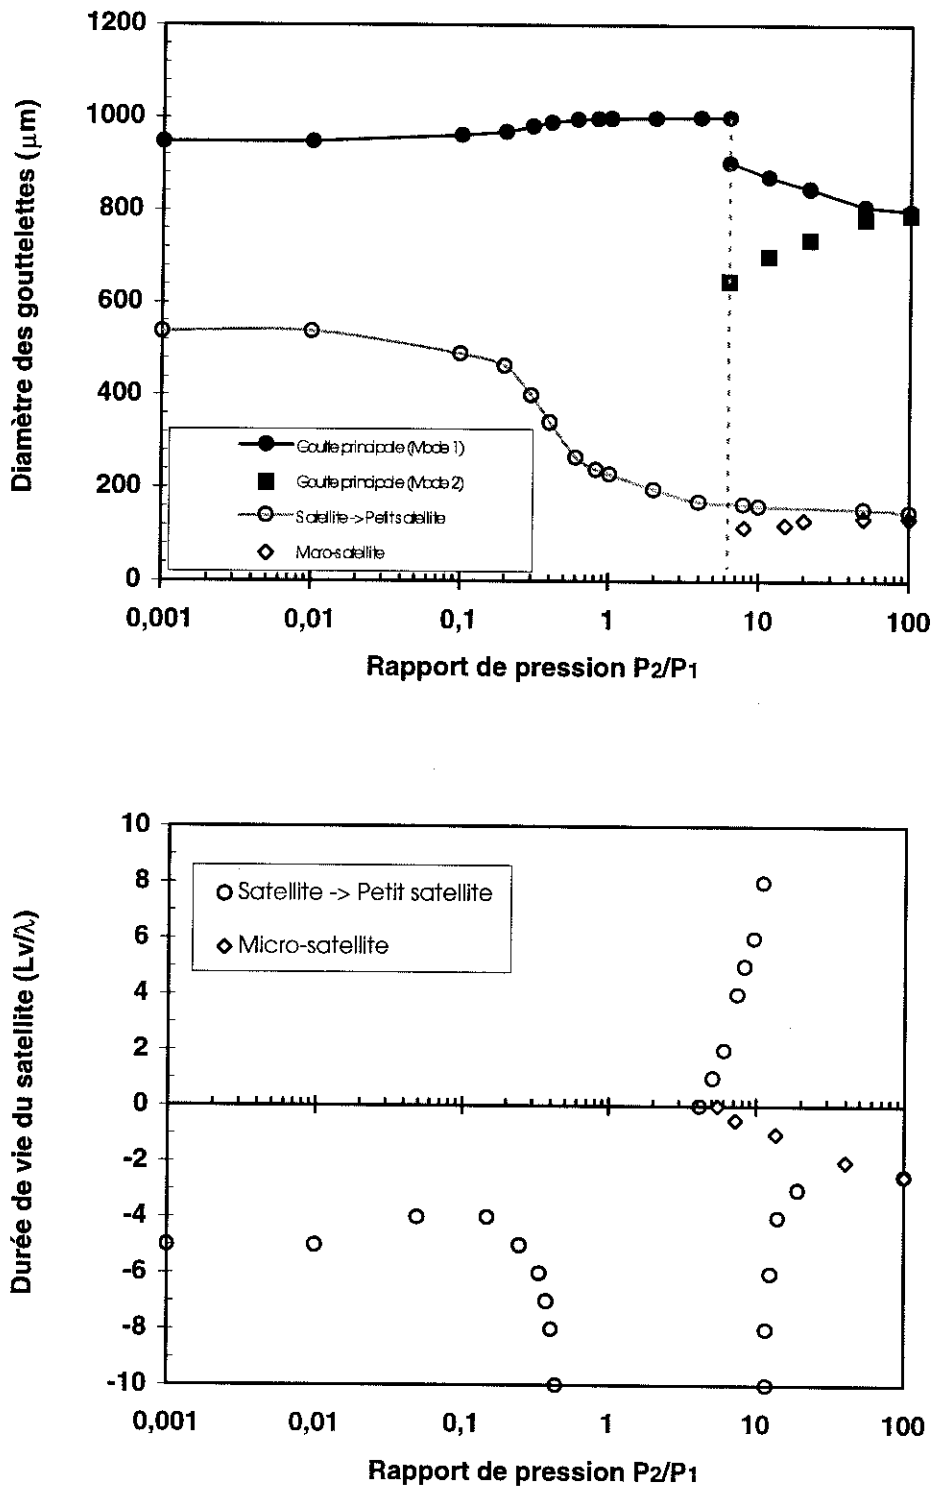 1200
1000
800
600
400
200
0
Diamètre des gouttelettes (μm)
Goutte principale (Mode 1)
Goutte principale (Mode 2)
Satellite -> Petit satellite
Micro-satellite
0,001 0,01 0,1 1 10 100
Rapport de pression P2/P1
10
8
6
4
2
0
-2
-4
-6
-8
-10
Durée de vie du satellite (Lv/λ)
Satellite -> Petit satellite
Micro-satellite
0,001 0,01 0,1 1 10 100
Rapport de pression P2/P1